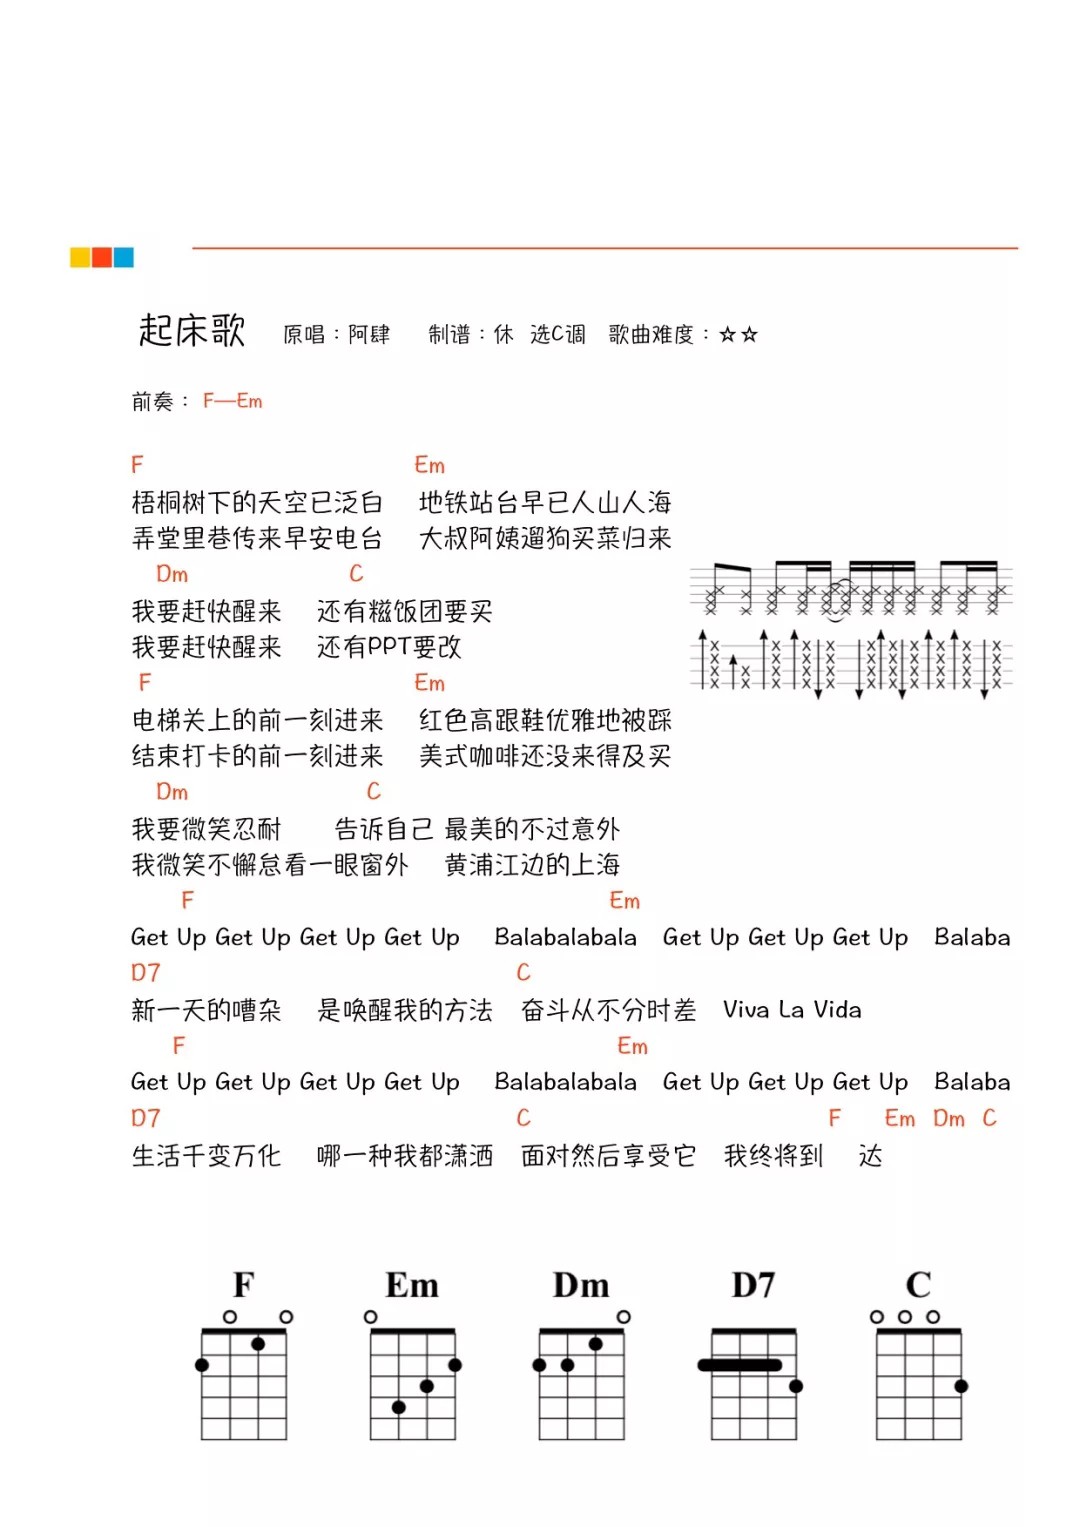 起床歌 原唱：阿肆 制谱：休 选C调 歌曲难度：☆☆
前奏：F—Em
F Em
梧桐树下的天空已泛白 地铁站台早已人山人海
弄堂里巷传来早安电台 大叔阿姨遛狗买菜归来
Dm C
我要赶快醒来 还有糍饭团要买
我要赶快醒来 还有PPT要改
F Em
电梯关上的前一刻进来 红色高跟鞋优雅地被踩
结束打卡的前一刻进来 美式咖啡还没来得及买
Dm C
我要微笑忍耐 告诉自己 最美的不过意外
我微笑不懈怠看一眼窗外 黄浦江边的上海
F Em
Get Up Get Up Get Up Get Up Balabalabala Get Up Get Up Get Up Balaba
D7 C
新一天的嘈杂 是唤醒我的方法 奋斗从不分时差 Viva La Vida
F Em
Get Up Get Up Get Up Get Up Balabalabala Get Up Get Up Get Up Balaba
D7 C F Em Dm C
生活千变万化 哪一种我都潇洒 面对然后享受它 我终将到 达
F Em Dm D7 C